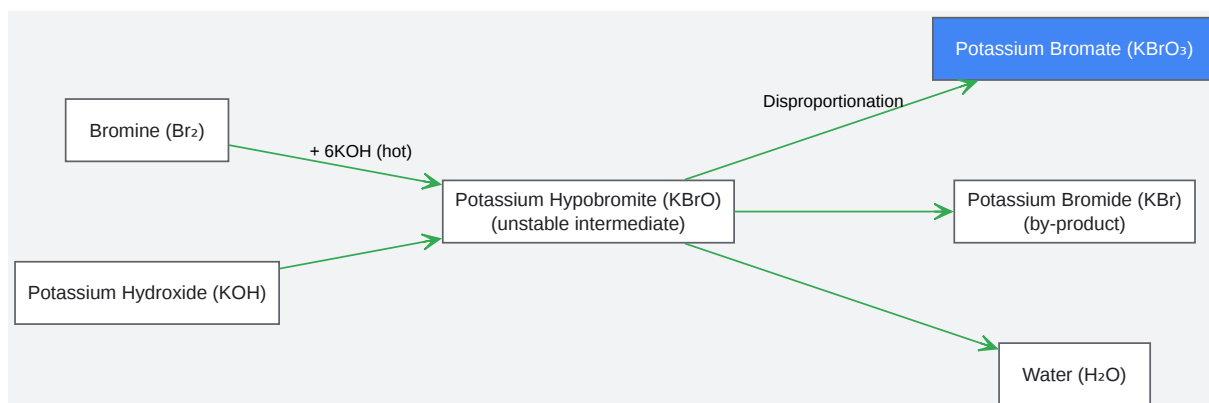 Potassium Bromate (KBrO₃)
Disproportionation
Bromine (Br₂)
+ 6KOH (hot)
Potassium Hypobromite (KBrO)
(unstable intermediate)
Potassium Bromide (KBr)
(by-product)
Potassium Hydroxide (KOH)
Water (H₂O)